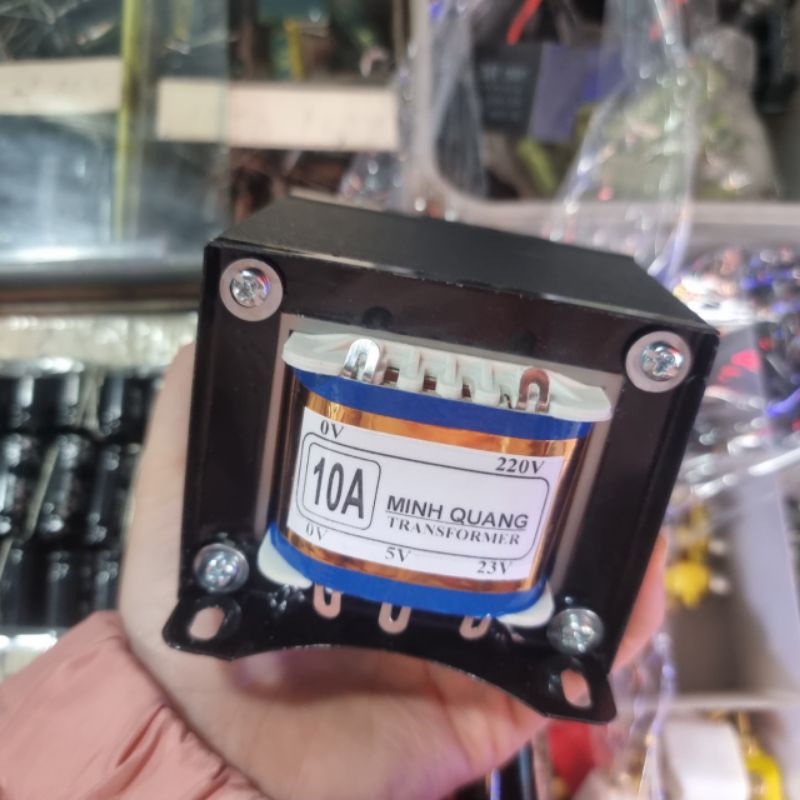 0V 220V
10A MINH QUANG
TRANSFORMER
0V 5V 23V